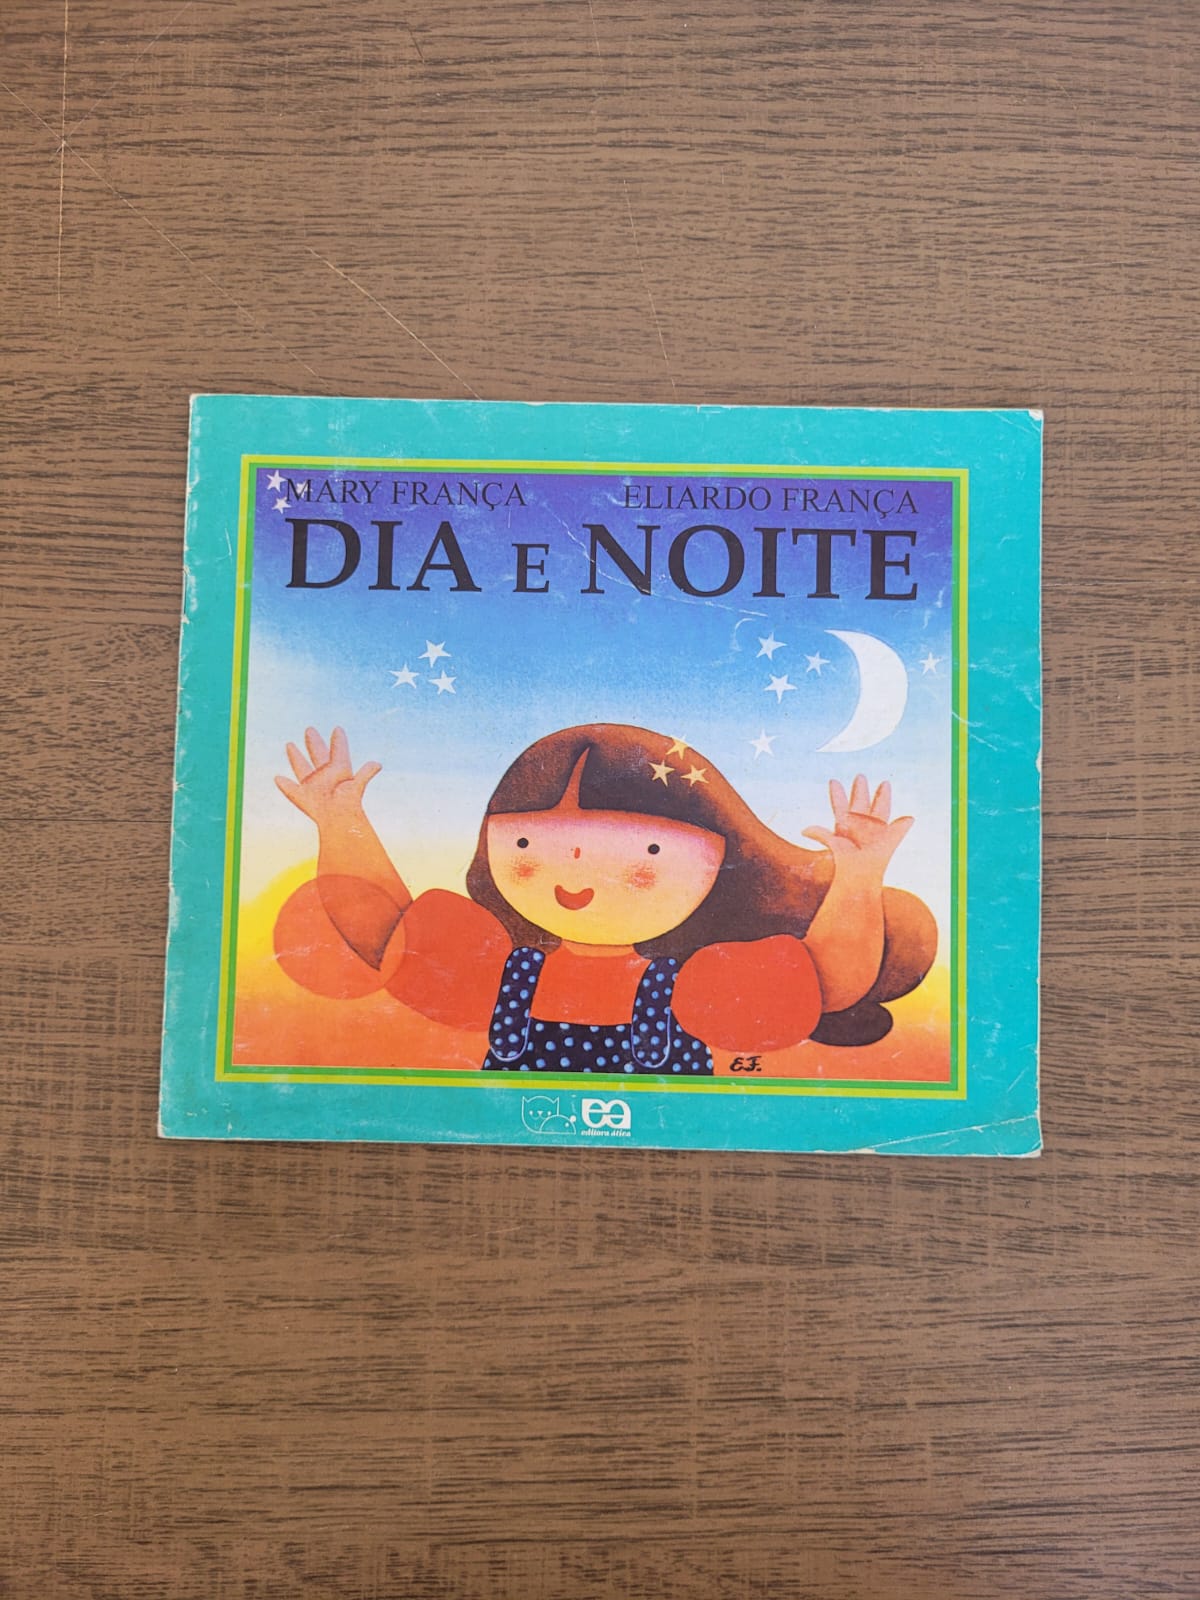 MARY FRANÇA ELIARDO FRANÇA
DIA E NOITE
E.F.
ea
editora ática